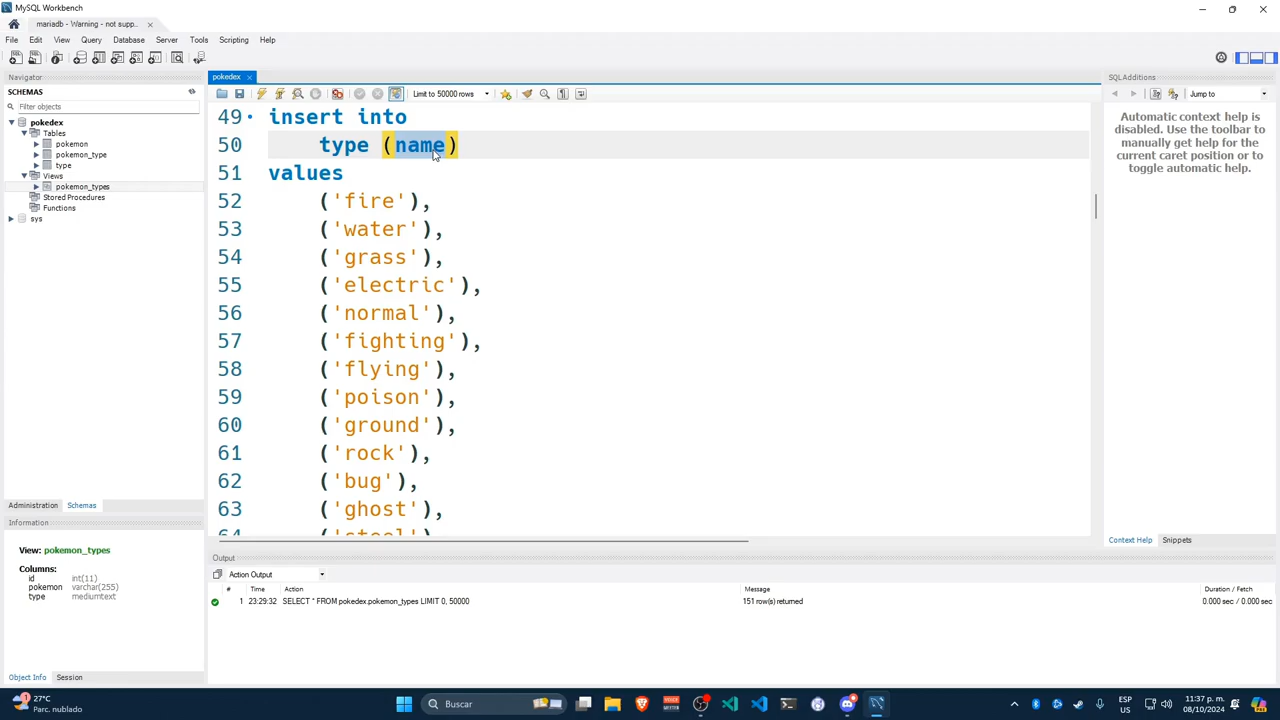 MySQL Workbench
mariadb - Warning - not supp..
File Edit View Query Database Server Tools Scripting Help
Navigator
SCHEMAS
Filter objects
pokedex
Tables
pokemon
pokemon_type
type
Views
pokemon_types
Stored Procedures
Functions
sys
Administration Schemas
Information
View: pokemon_types
Columns:
id int(11)
pokemon varchar(255)
type mediumtext
Object Info Session
pokedex
Limit to 50000 rows
49 insert into
50 type (name)
51 values
52 ('fire'),
53 ('water'),
54 ('grass'),
55 ('electric'),
56 ('normal'),
57 ('fighting'),
58 ('flying'),
59 ('poison'),
60 ('ground'),
61 ('rock'),
62 ('bug'),
63 ('ghost'),
64 ('steel')
Output
Action Output
# Time Action Message Duration / Fetch
1 23:29:32 SELECT * FROM pokedex.pokemon_types LIMIT 0, 50000 151 row(s) returned 0.000 sec / 0.000 sec
SQLAdditions
Jump to
Automatic context help is
disabled. Use the toolbar to
manually get help for the
current caret position or to
toggle automatic help.
Context Help Snippets
27°C
Parc. nublado
Buscar
ESP
US
11:37 p. m.
08/10/2024